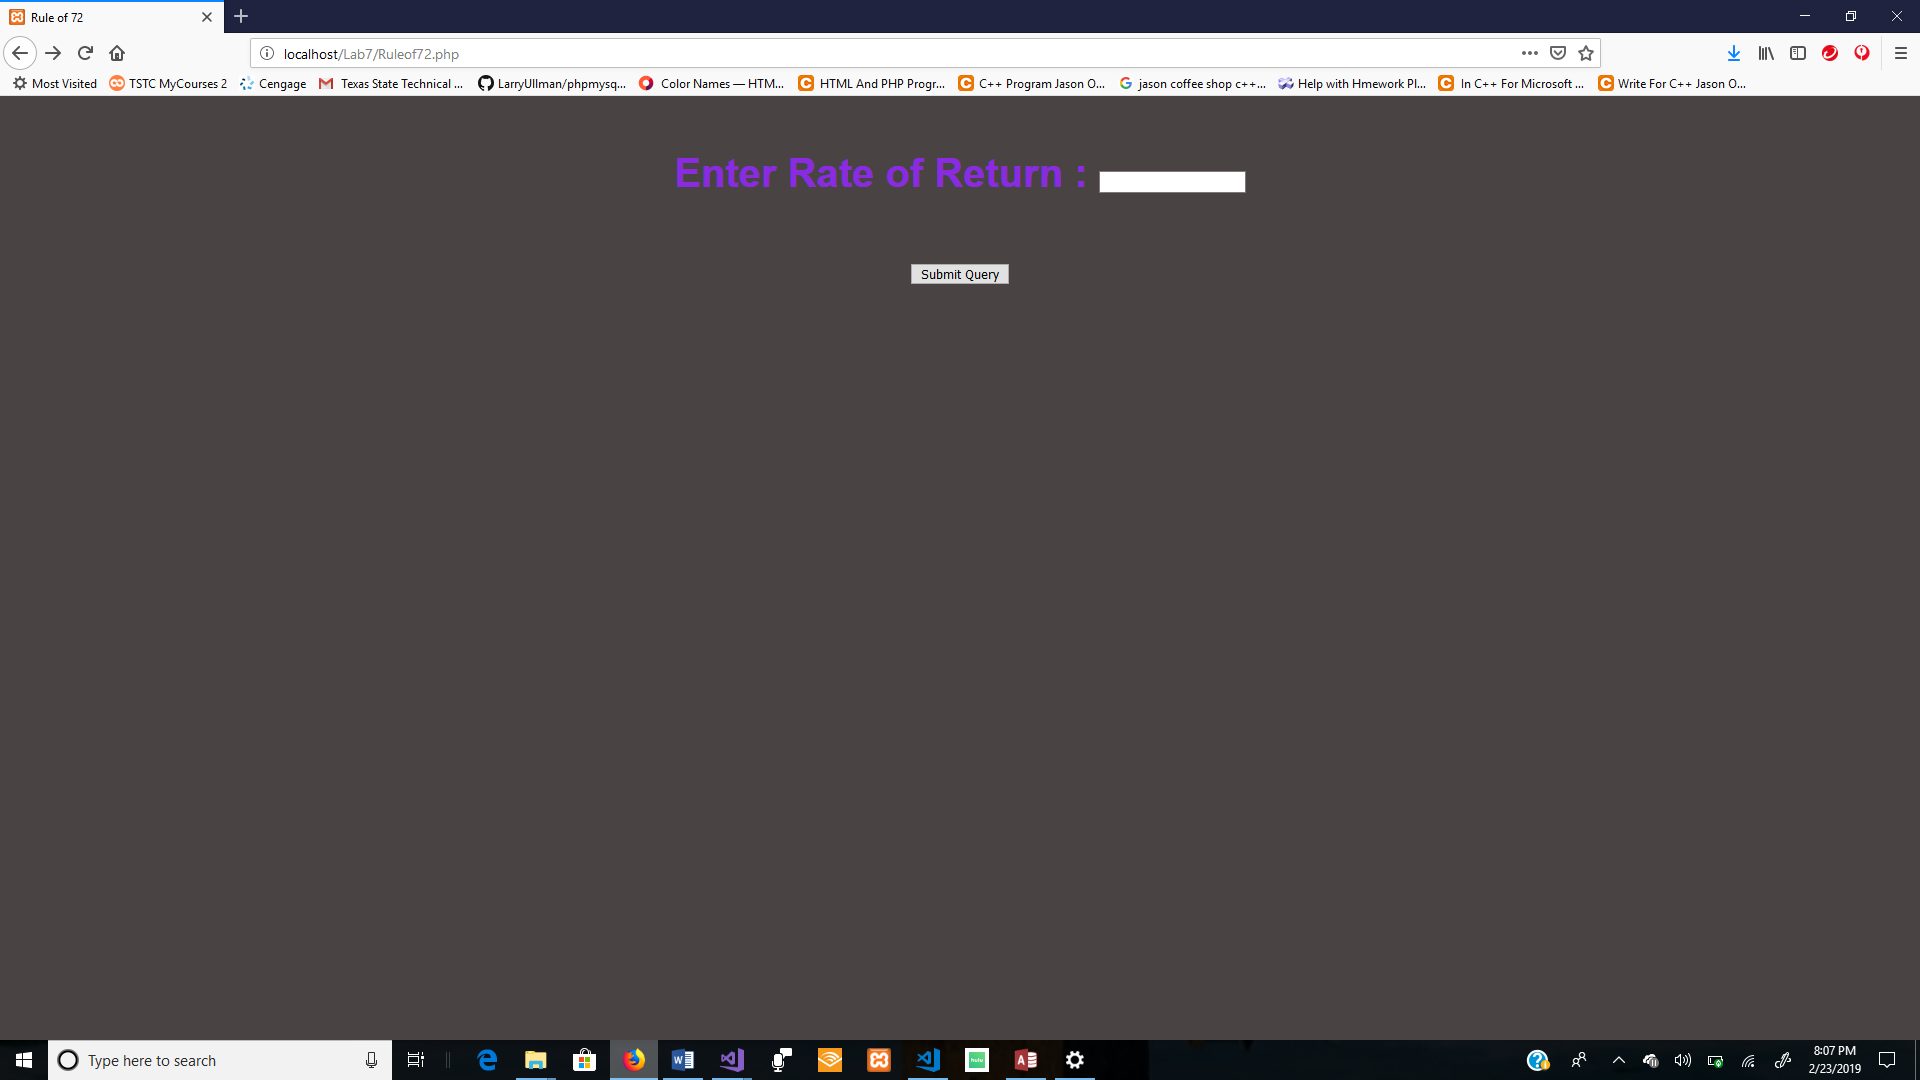 Rule of 72
localhost/Lab7/Ruleof72.php
Most Visited
TSTC MyCourses 2
Cengage
Texas State Technical ...
LarryUllman/phpmysq...
Color Names — HTM...
HTML And PHP Progr...
C++ Program Jason O...
jason coffee shop c++...
Help with Hmework Pl...
In C++ For Microsoft ...
Write For C++ Jason O...
Enter Rate of Return :
Submit Query
Type here to search
8:07 PM
2/23/2019